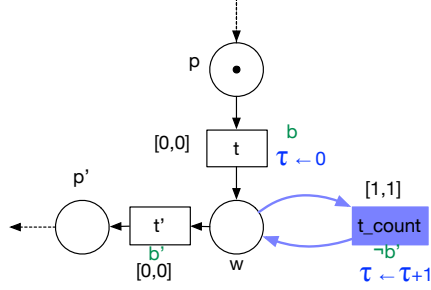 p
[0,0]
t
b
τ ←0
p'
[1,1]
t'
t_count
b'
w
¬b'
[0,0]
τ ←τ+1